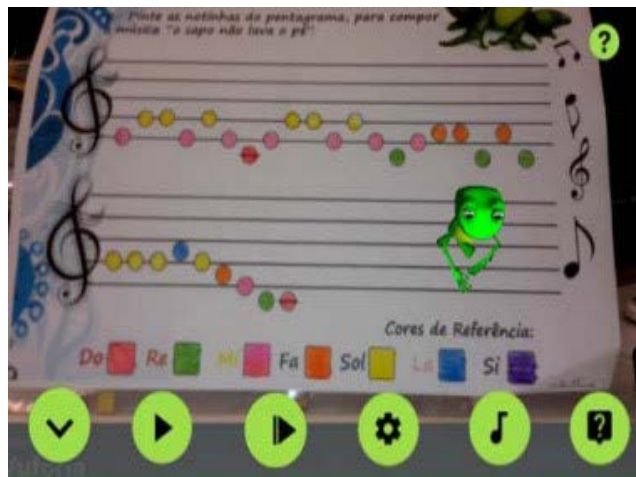 Pinte as notinhas do pentagrama, para compor
música "o sapo não lava o pé"
?
Cores de Referência:
Do Re Mi Fa Sol La Si
?